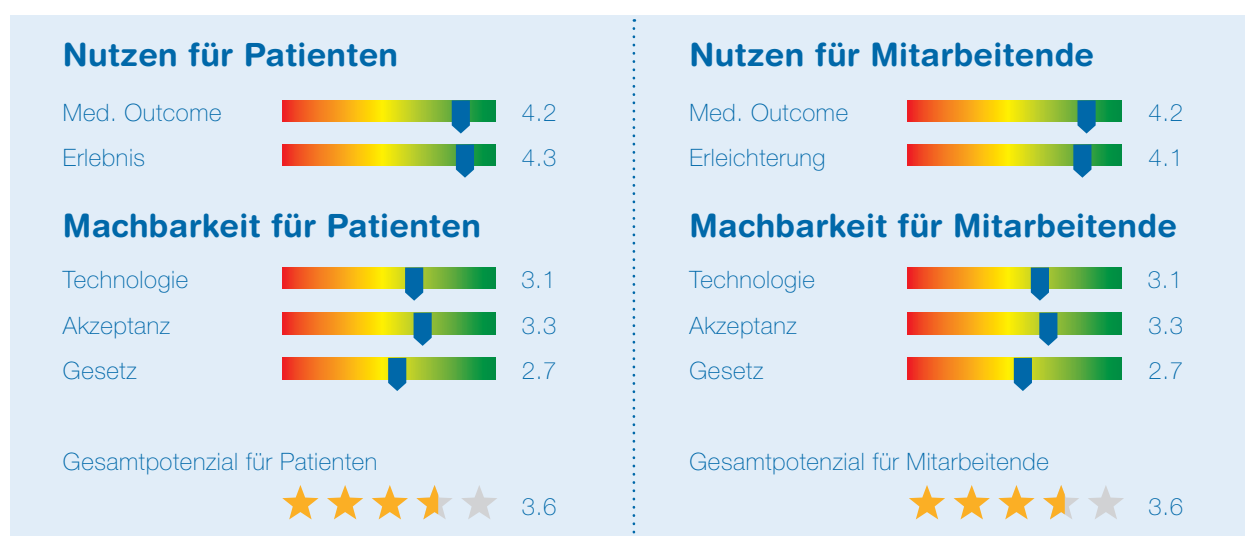 Nutzen für Patienten
Med. Outcome 4.2
Erlebnis 4.3
Machbarkeit für Patienten
Technologie 3.1
Akzeptanz 3.3
Gesetz 2.7
Gesamtpotenzial für Patienten
3.6
Nutzen für Mitarbeitende
Med. Outcome 4.2
Erleichterung 4.1
Machbarkeit für Mitarbeitende
Technologie 3.1
Akzeptanz 3.3
Gesetz 2.7
Gesamtpotenzial für Mitarbeitende
3.6